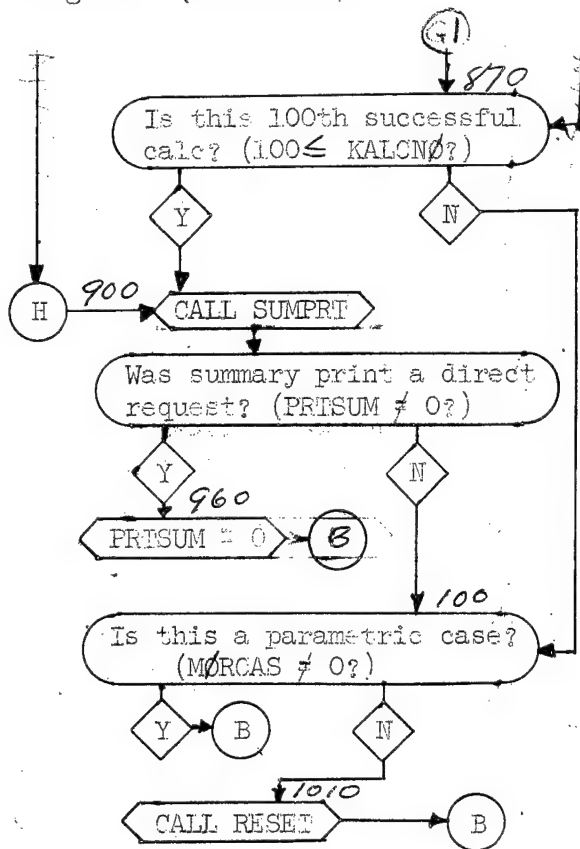 G1
870
Is this 100th successful
calc? (100≤ KALCNØ?)
Y
N
H
900
CALL SUMPRT
Was summary print a direct
request? (PRTSUM ≠ 0?)
Y
N
960
PRTSUM = 0
B
100
Is this a parametric case?
(MØRCAS ≠ 0?)
Y
B
N
1010
CALL RESET
B